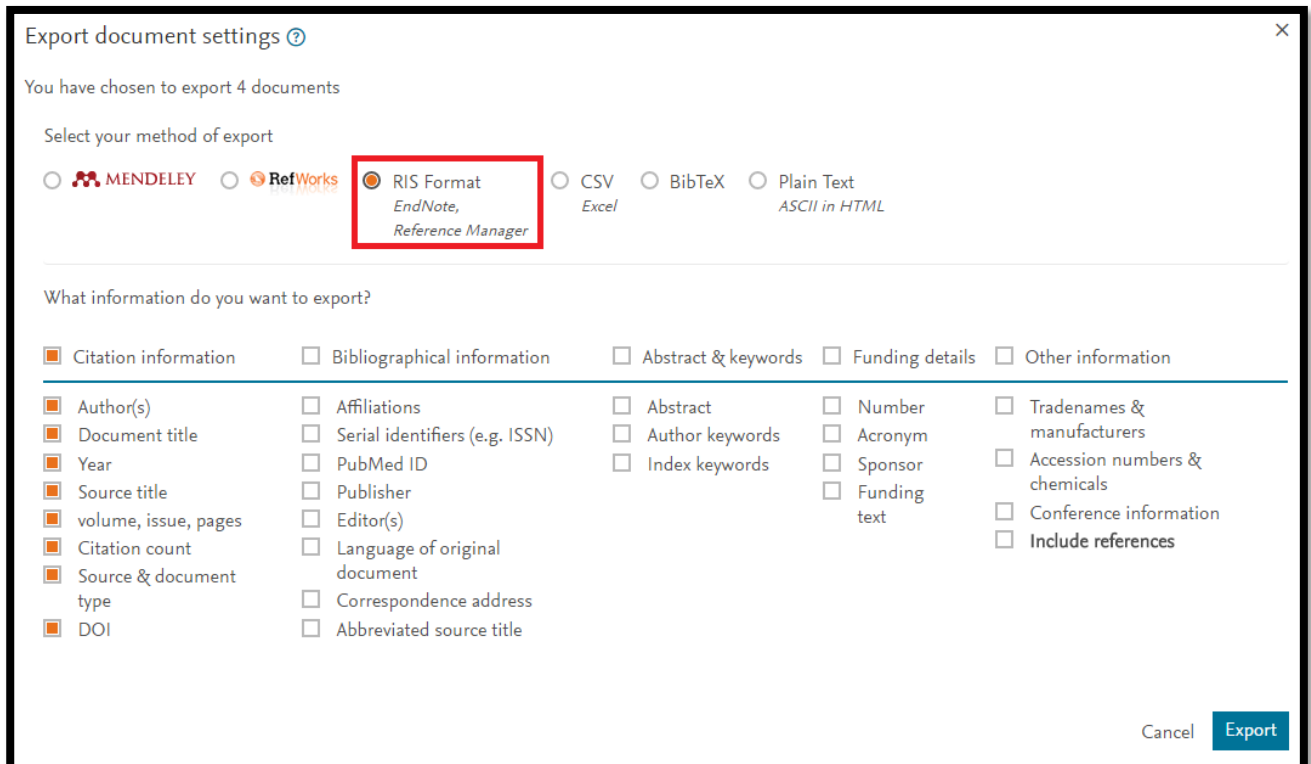 Export document settings ?
You have chosen to export 4 documents
Select your method of export
MENDELEY RefWorks RIS Format CSV BibTeX Plain Text
EndNote, Excel ASCII in HTML
Reference Manager
What information do you want to export?
Citation information Bibliographical information Abstract & keywords Funding details Other information
Author(s) Affiliations Abstract Number Tradenames &
manufacturers
Document title Serial identifiers (e.g. ISSN) Author keywords Acronym
Year PubMed ID Index keywords Sponsor Accession numbers &
chemicals
Source title Publisher Funding
text
volume, issue, pages Editor(s) Conference information
Citation count Language of original
document
Include references
Source & document
type
Correspondence address
DOI Abbreviated source title
Cancel Export